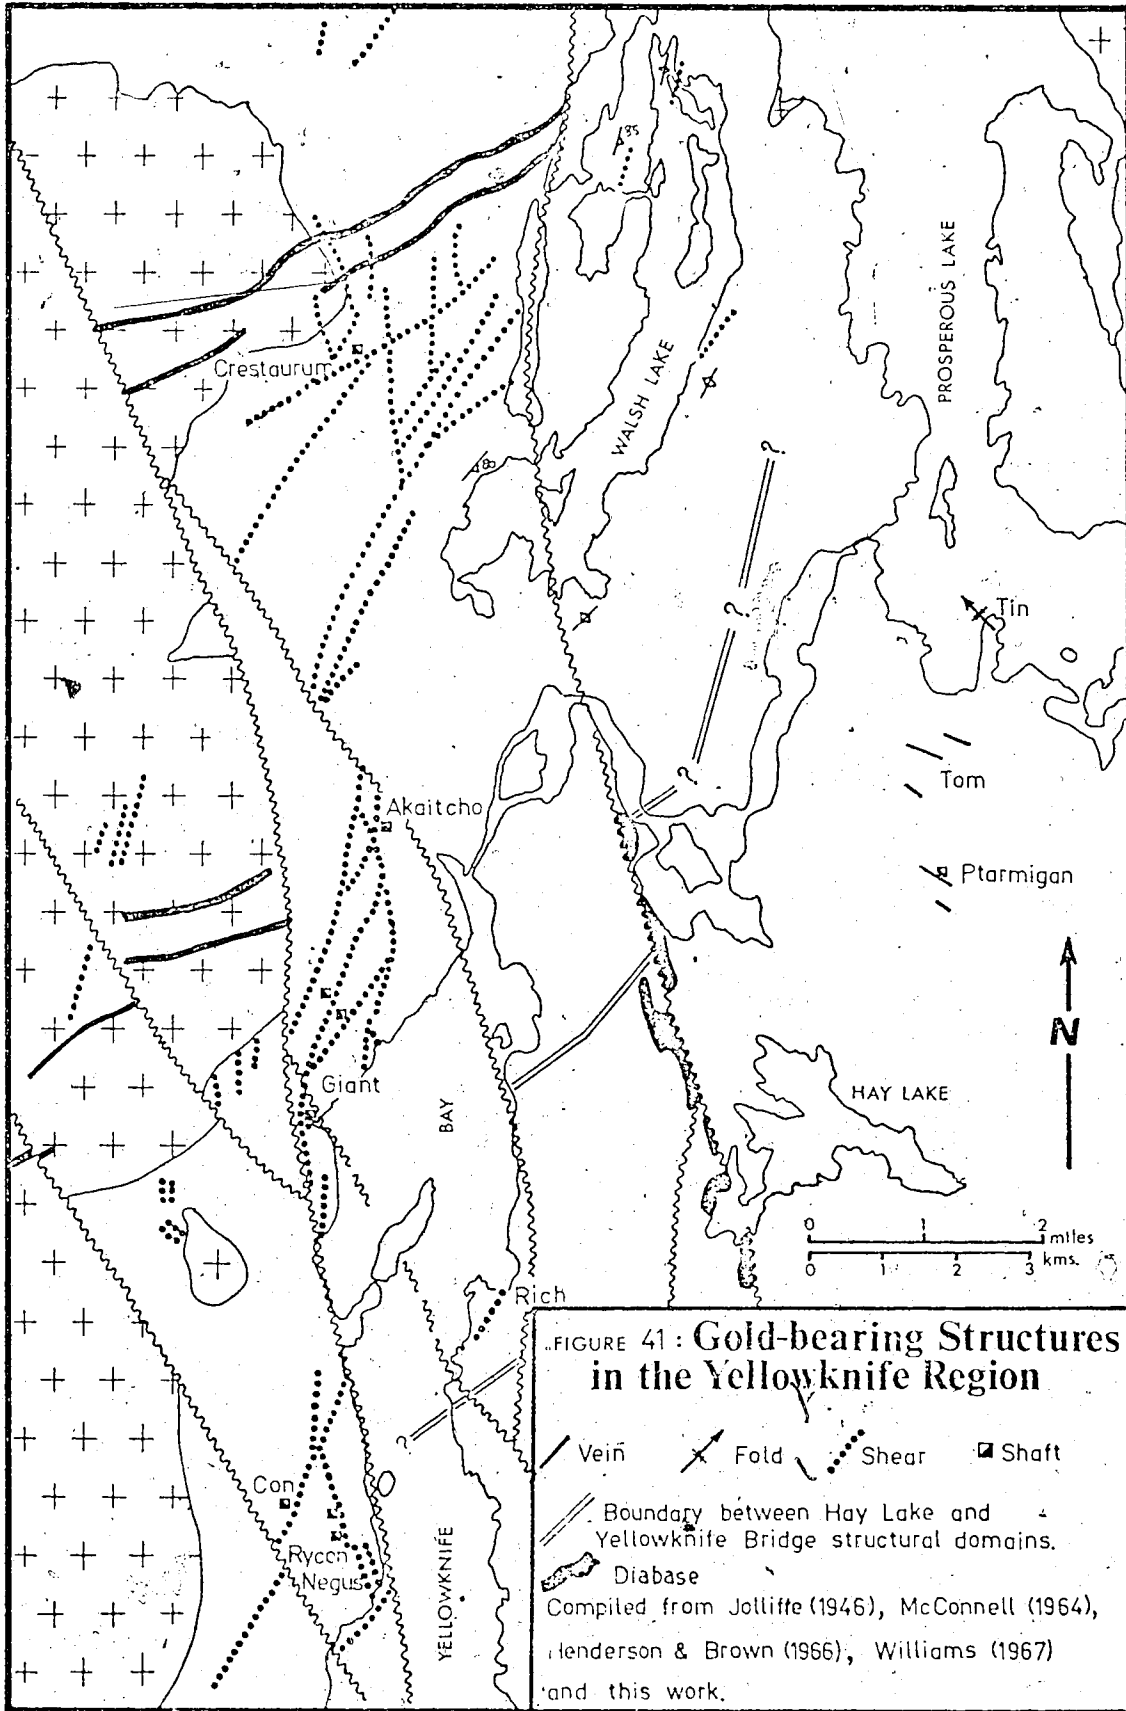 85
Crestaurum
WALSH LAKE
PROSPEROUS LAKE
80
?
?
Tin
?
Tom
Akaitcho
Ptarmigan
N
Giant
BAY
HAY LAKE
0 1 2 miles
0 1 2 3 kms.
Rich
?
Con
Rycon
Negus
YELLOWKNIFE
FIGURE 41 : Gold-bearing Structures
in the Yellowknife Region
Vein Fold Shear Shaft
Boundary between Hay Lake and
Yellowknife Bridge structural domains.
Diabase
Compiled from Jolliffe (1946), McConnell (1964),
Henderson & Brown (1966), Williams (1967)
and this work.